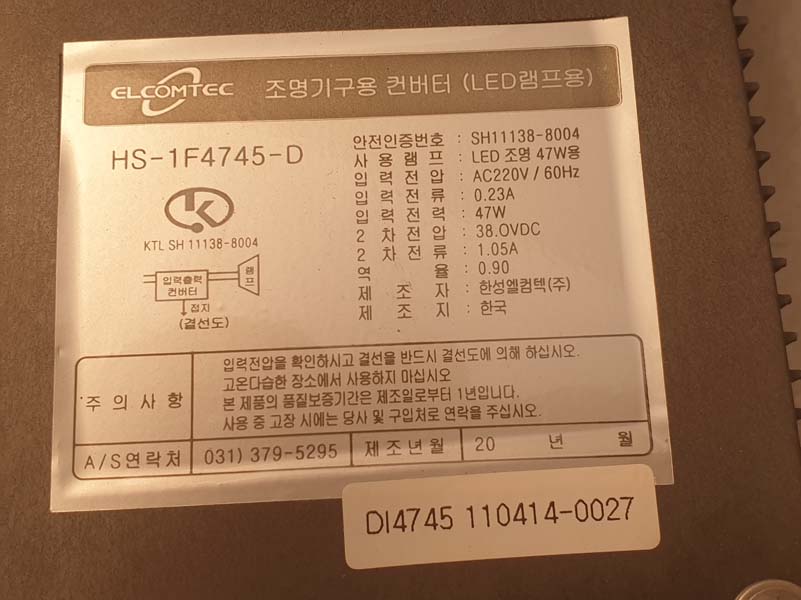 ELCOMTEC 조명기구용 컨버터 (LED램프용)
HS-1F4745-D
KTL SH 11138-8004
입력출력
컨버터
램프
접지
(결선도)
안전인증번호 : SH11138-8004
사용램프 : LED 조명 47W용
입력전압 : AC220V / 60Hz
입력전류 : 0.23A
입력전력 : 47W
2차전압 : 38.0VDC
2차전류 : 1.05A
역율 : 0.90
제조자 : 한성엘컴텍(주)
제조지 : 한국
주의사항
입력전압을 확인하시고 결선을 반드시 결선도에 의해 하십시오.
고온다습한 장소에서 사용하지 마십시오
본 제품의 품질보증기간은 제조일로부터 1년입니다.
사용 중 고장 시에는 당사 및 구입처로 연락을 주십시오.
A/S연락처 031) 379-5295 제조년월 20 년 월
DI4745 110414-0027